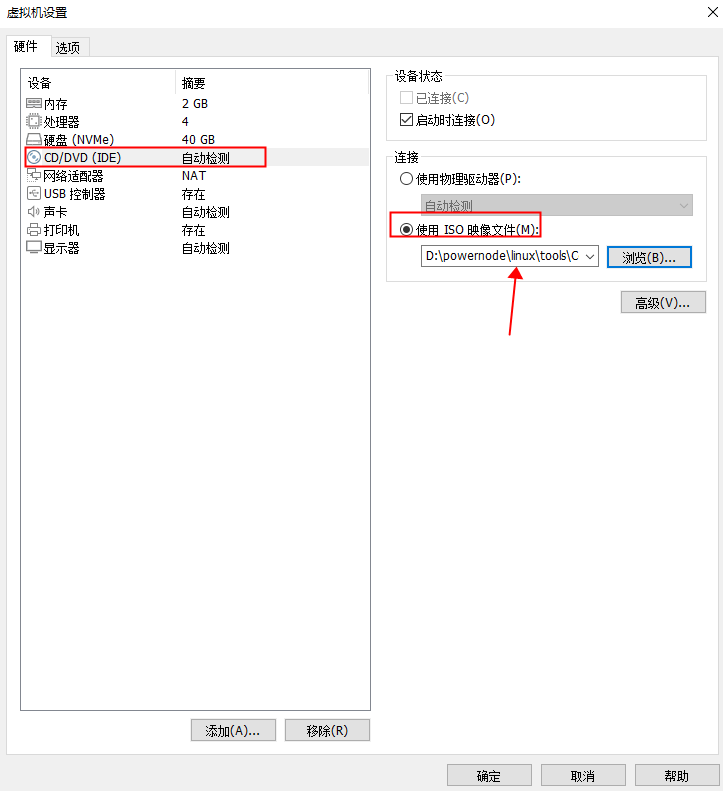 虚拟机设置
硬件 选项
设备 摘要
内存 2 GB
处理器 4
硬盘 (NVMe) 40 GB
CD/DVD (IDE) 自动检测
网络适配器 NAT
USB 控制器 存在
声卡 自动检测
打印机 存在
显示器 自动检测
添加(A)... 移除(R)
设备状态
已连接(C)
启动时连接(O)
连接
使用物理驱动器(P):
自动检测
使用 ISO 映像文件(M):
D:\powernode\linux\tools\C
浏览(B)...
高级(V)...
确定 取消 帮助